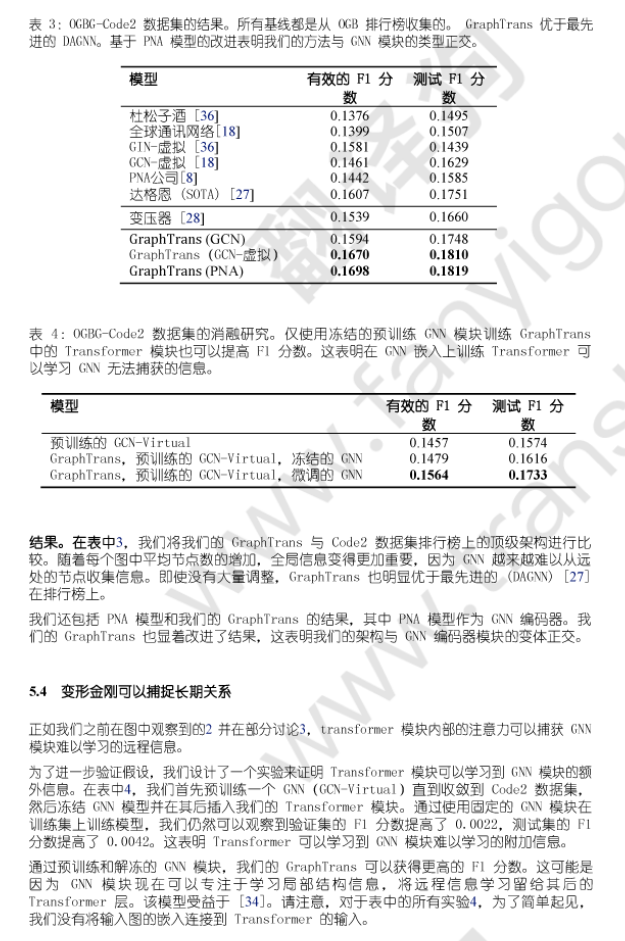 表 3: OGBG-Code2 数据集的结果。所有基线都是从 OGB 排行榜收集的。 GraphTrans 优于最先
进的 DAGNN。基于 PNA 模型的改进表明我们的方法与 GNN 模块的类型正交。
模型 有效的 F1 分数 测试 F1 分数
杜松子酒 [36] 0.1376 0.1495
全球通讯网络[18] 0.1399 0.1507
GIN-虚拟 [36] 0.1581 0.1439
GCN-虚拟 [18] 0.1461 0.1629
PNA公司[8] 0.1442 0.1585
达格恩 (SOTA) [27] 0.1607 0.1751
变压器 [28] 0.1539 0.1660
GraphTrans (GCN) 0.1594 0.1748
GraphTrans (GCN-虚拟) 0.1670 0.1810
GraphTrans (PNA) 0.1698 0.1819
表 4: OGBG-Code2 数据集的消融研究。仅使用冻结的预训练 GNN 模块训练 GraphTrans
中的 Transformer 模块也可以提高 F1 分数。这表明在 GNN 嵌入上训练 Transformer 可
以学习 GNN 无法捕获的信息。
模型 有效的 F1 分数 测试 F1 分数
预训练的 GCN-Virtual 0.1457 0.1574
GraphTrans, 预训练的 GCN-Virtual, 冻结的 GNN 0.1479 0.1616
GraphTrans, 预训练的 GCN-Virtual, 微调的 GNN 0.1564 0.1733
结果。在表中3, 我们将我们的 GraphTrans 与 Code2 数据集排行榜上的顶级架构进行比
较。随着每个图中平均节点数的增加, 全局信息变得更加重要, 因为 GNN 越来越难以从远
处的节点收集信息。即使没有大量调整, GraphTrans 也明显优于最先进的 (DAGNN) [27]
在排行榜上。
我们还包括 PNA 模型和我们的 GraphTrans 的结果, 其中 PNA 模型作为 GNN 编码器。我
们的 GraphTrans 也显着改进了结果, 这表明我们的架构与 GNN 编码器模块的变体正交。
5.4 变形金刚可以捕捉长期关系
正如我们之前在图中观察到的2 并在部分讨论3, transformer 模块内部的注意力可以捕获 GNN
模块难以学习的远程信息。
为了进一步验证假设, 我们设计了一个实验来证明 Transformer 模块可以学习到 GNN 模块的额
外信息。在表中4, 我们首先预训练一个 GNN (GCN-Virtual) 直到收敛到 Code2 数据集,
然后冻结 GNN 模型并在其后插入我们的 Transformer 模块。通过使用固定的 GNN 模块在
训练集上训练模型, 我们仍然可以观察到验证集的 F1 分数提高了 0.0022, 测试集的 F1
分数提高了 0.0042。这表明 Transformer 可以学习到 GNN 模块难以学习的附加信息。
通过预训练和解冻的 GNN 模块, 我们的 GraphTrans 可以获得更高的 F1 分数。这可能是
因为 GNN 模块现在可以专注于学习局部结构信息, 将远程信息学习留给其后的
Transformer 层。该模型受益于 [34]。请注意, 对于表中的所有实验4, 为了简单起见,
我们没有将输入图的嵌入连接到 Transformer 的输入。
翻译狗
www.fanyigo
www.transl